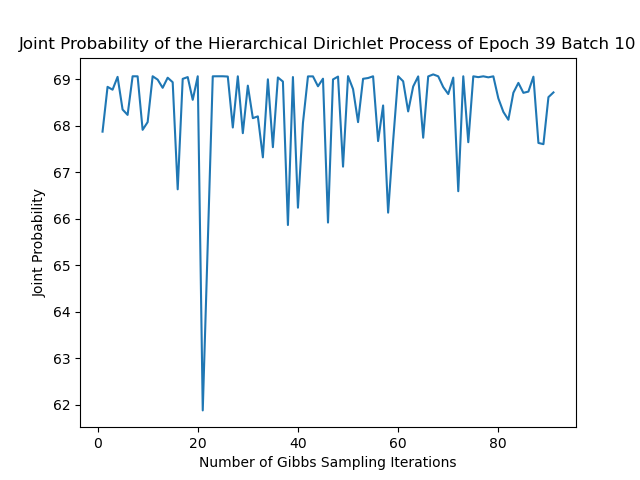 Joint Probability of the Hierarchical Dirichlet Process of Epoch 39 Batch 10
69
68
67
66
65
64
63
62
Joint Probability
0 20 40 60 80
Number of Gibbs Sampling Iterations